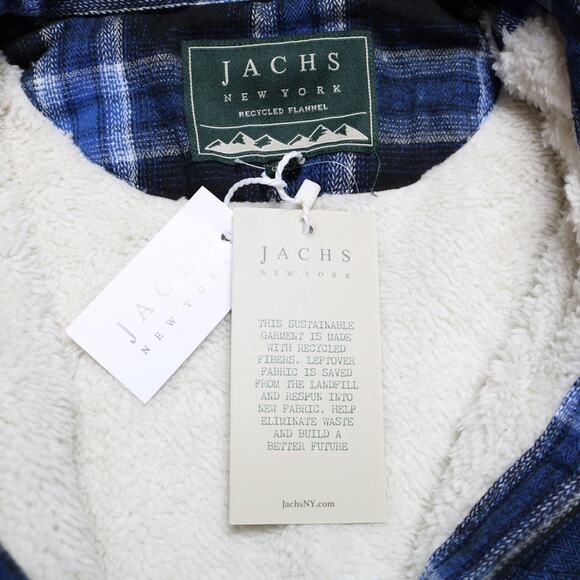 JACHS
NEW YORK
RECYCLED FLANNEL
JACHS
NEW YORK
JACHS
NEW YORK
THIS SUSTAINABLE
GARMENT IS MADE
WITH RECYCLED
FIBERS. LEFTOVER
FABRIC IS SAVED
FROM THE LANDFILL
AND RESPUN INTO
NEW FABRIC. HELP
ELIMINATE WASTE
AND BUILD A
BETTER FUTURE
JachsNY.com